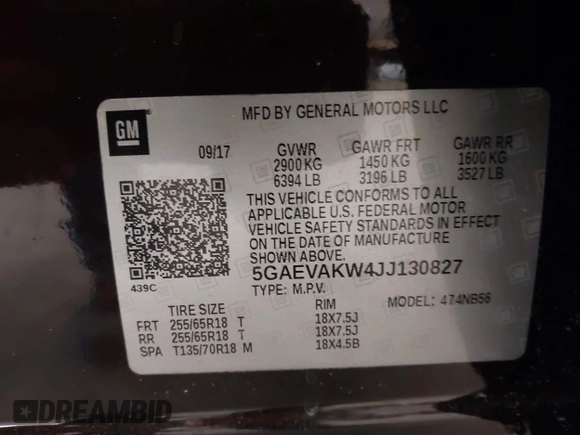 MFD BY GENERAL MOTORS LLC
GM
09/17 GVWR GAWR FRT GAWR RR
2900 KG 1450 KG 1600 KG
6394 LB 3196 LB 3527 LB
THIS VEHICLE CONFORMS TO ALL
APPLICABLE U.S. FEDERAL MOTOR
VEHICLE SAFETY STANDARDS IN EFFECT
ON THE DATE OF MANUFACTURE
SHOWN ABOVE.
439C
5GAEVAKW4JJ130827
TYPE: M.P.V. MODEL: 474NB56
TIRE SIZE RIM
FRT 255/65R18 T 18X7.5J
RR 255/65R18 T 18X7.5J
SPA T135/70R18 M 18X4.5B
DREAMBID